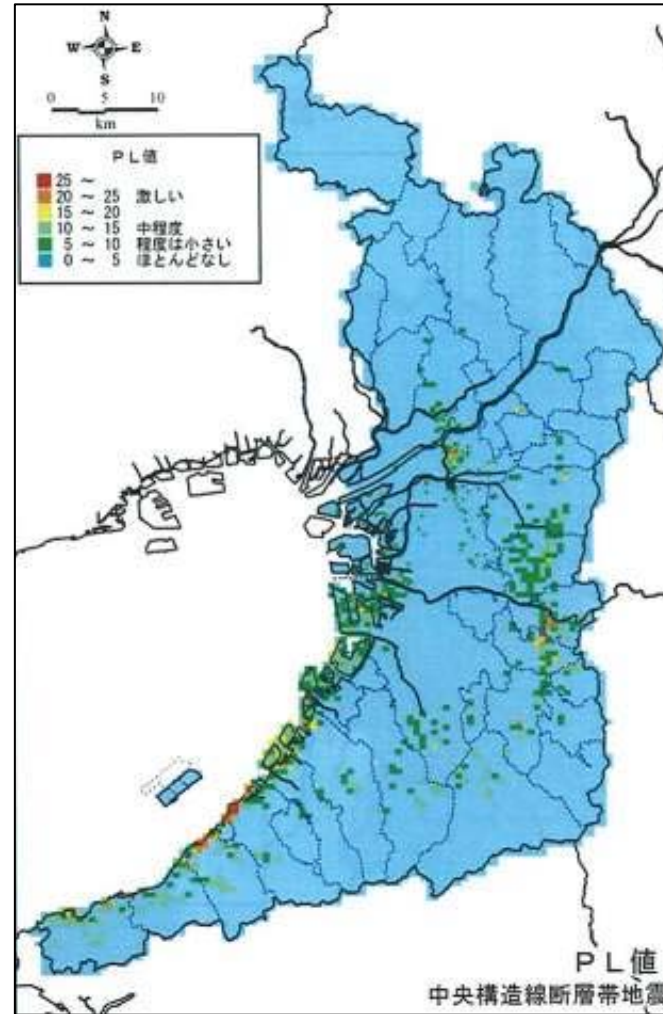 N
W E
S
0 5 10
km
PL値
25 ～
20 ～ 25 激しい
15 ～ 20
10 ～ 15 中程度
5 ～ 10 程度は小さい
0 ～ 5 ほとんどなし
PL値
中央構造線断層帯地震